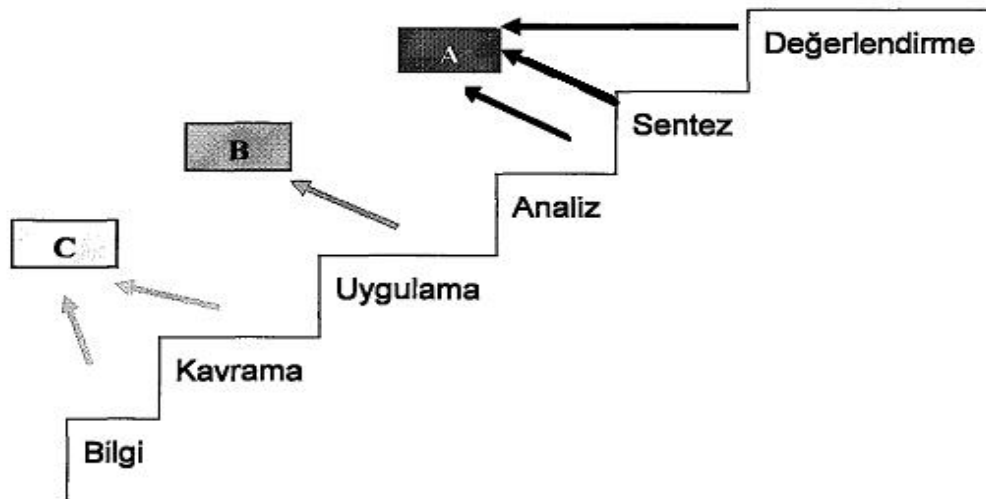 Değerlendirme
A
Sentez
B
Analiz
C
Uygulama
Kavrama
Bilgi